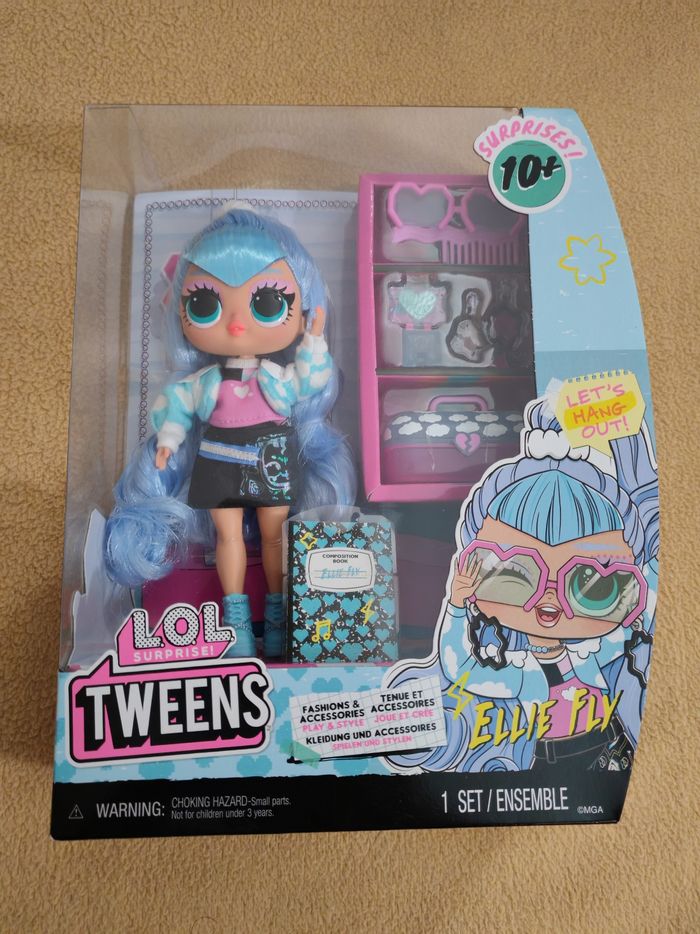 SURPRISES!
10+
LET'S
HANG
OUT!
COMPOSITION
BOOK
ELLIE FLY
L.O.L
SURPRISE!
TWEENS
FASHIONS &
ACCESSORIES
PLAY & STYLE
TENUE ET
ACCESSOIRES
JOUE ET CRÉE
KLEIDUNG UND ACCESSOIRES
SPIELEN UND STYLEN
ELLIE FLY
WARNING: CHOKING HAZARD-Small parts.
Not for children under 3 years.
1 SET / ENSEMBLE
©MGA